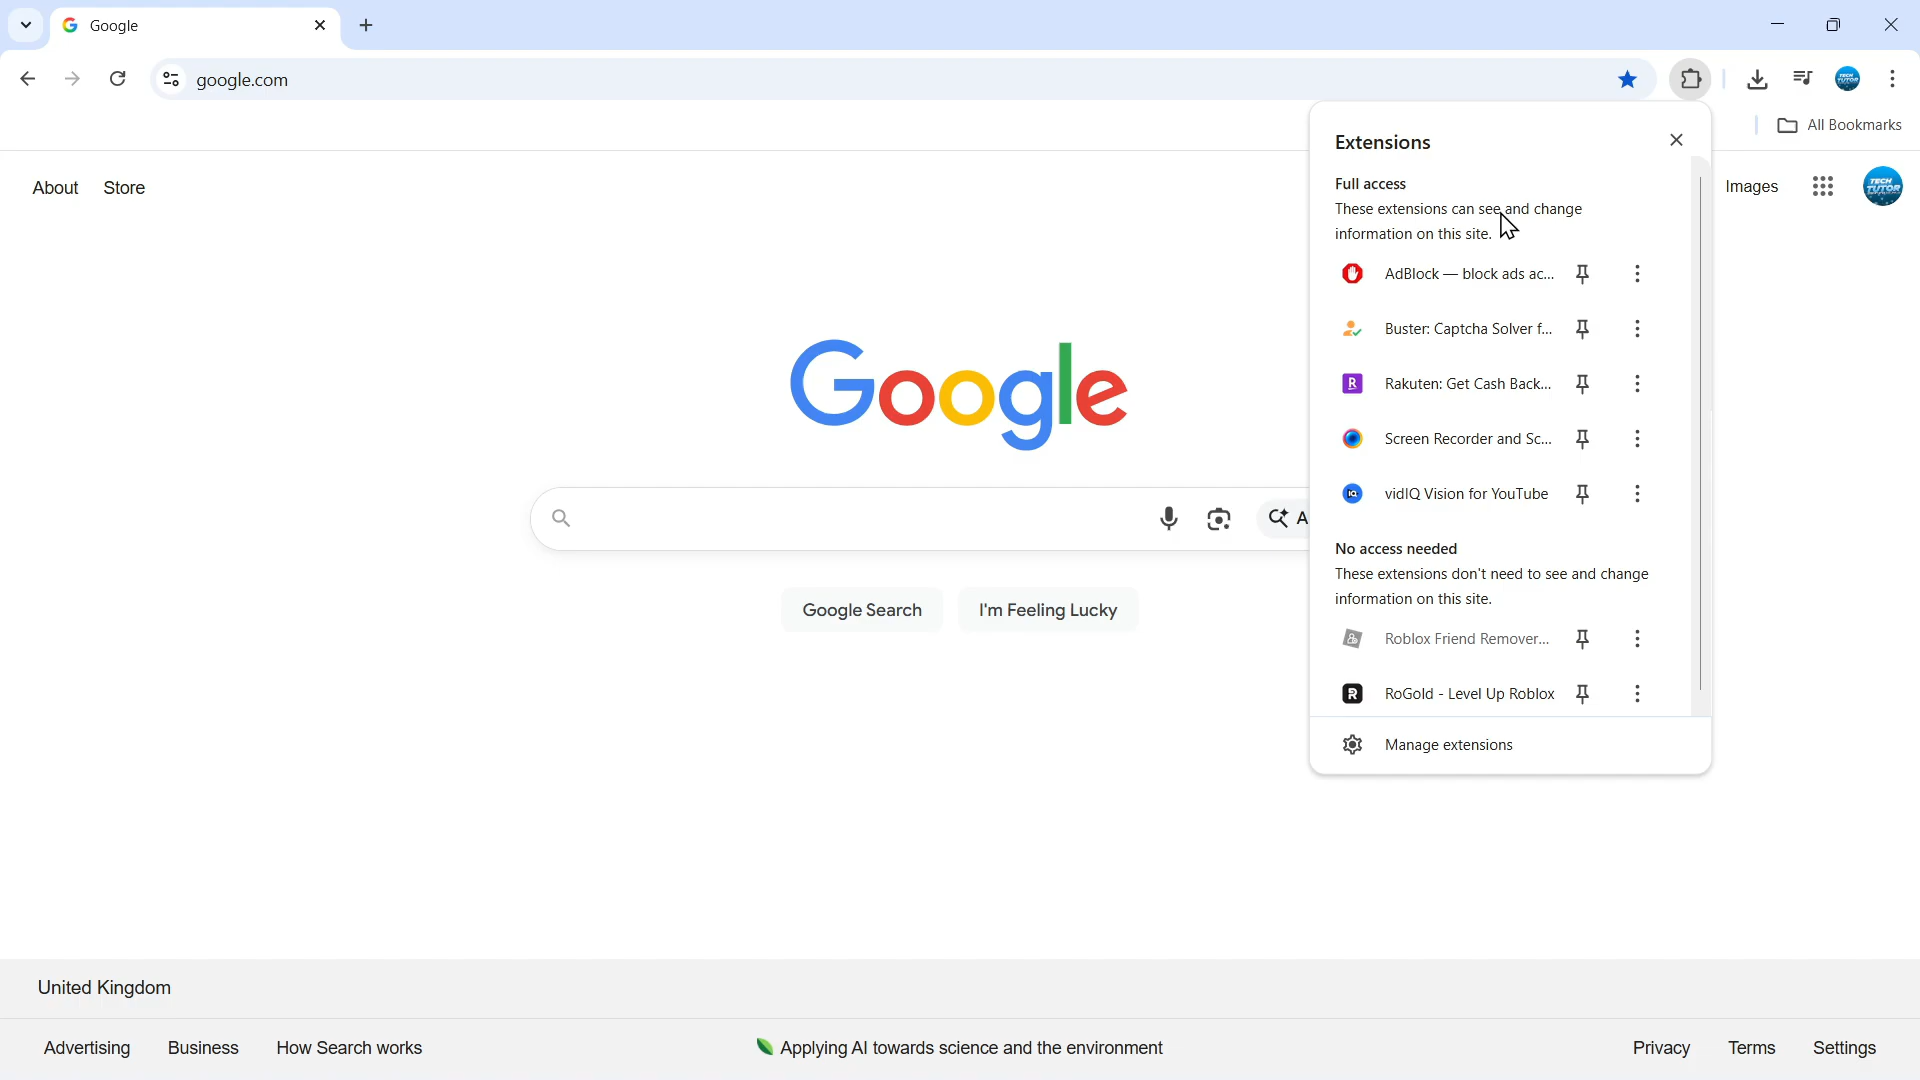 Google
google.com
All Bookmarks
About Store
Images
TECH TUTOR
Extensions
Full access
These extensions can see and change
information on this site.
AdBlock — block ads ac...
Buster: Captcha Solver f...
Rakuten: Get Cash Back...
Screen Recorder and Sc...
vidIQ Vision for YouTube
No access needed
These extensions don't need to see and change
information on this site.
Roblox Friend Remover...
RoGold - Level Up Roblox
Manage extensions
Google
A
Google Search I'm Feeling Lucky
United Kingdom
Advertising Business How Search works Applying AI towards science and the environment Privacy Terms Settings